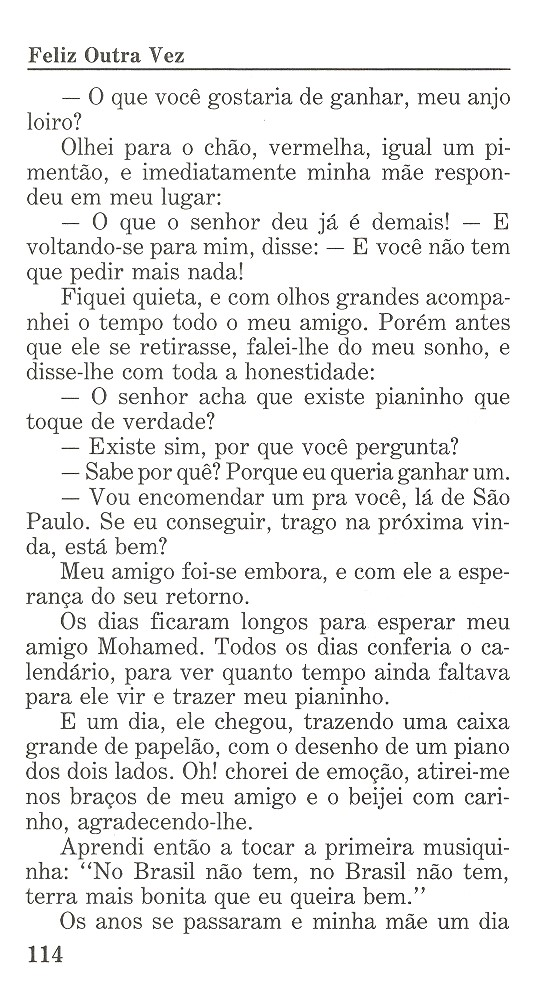 Feliz Outra Vez
— O que você gostaria de ganhar, meu anjo
loiro?
Olhei para o chão, vermelha, igual um pi-
mentão, e imediatamente minha mãe respon-
deu em meu lugar:
— O que o senhor deu já é demais! — E
voltando-se para mim, disse: — E você não tem
que pedir mais nada!
Fiquei quieta, e com olhos grandes acompa-
nhei o tempo todo o meu amigo. Porém antes
que ele se retirasse, falei-lhe do meu sonho, e
disse-lhe com toda a honestidade:
— O senhor acha que existe pianinho que
toque de verdade?
— Existe sim, por que você pergunta?
— Sabe por quê? Porque eu queria ganhar um.
— Vou encomendar um pra você, lá de São
Paulo. Se eu conseguir, trago na próxima vin-
da, está bem?
Meu amigo foi-se embora, e com ele a espe-
rança do seu retorno.
Os dias ficaram longos para esperar meu
amigo Mohamed. Todos os dias conferia o ca-
lendário, para ver quanto tempo ainda faltava
para ele vir e trazer meu pianinho.
E um dia, ele chegou, trazendo uma caixa
grande de papelão, com o desenho de um piano
dos dois lados. Oh! chorei de emoção, atirei-me
nos braços de meu amigo e o beijei com cari-
nho, agradecendo-lhe.
Aprendi então a tocar a primeira musiqui-
nha: “No Brasil não tem, no Brasil não tem,
terra mais bonita que eu queira bem.”
Os anos se passaram e minha mãe um dia
114